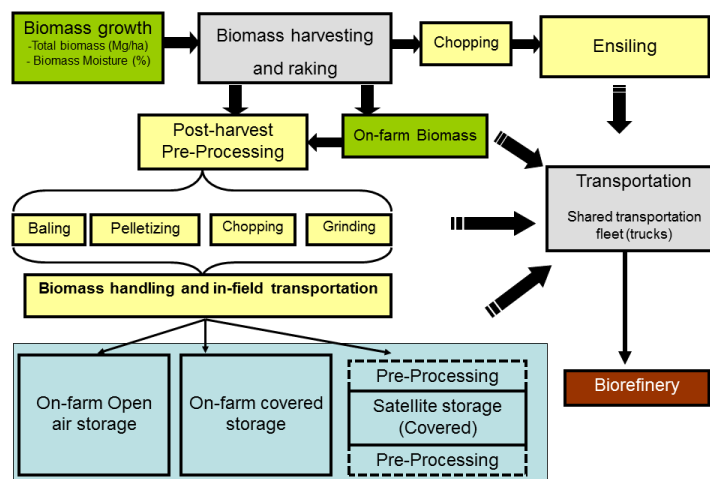 Biomass growth
-Total biomass (Mg/ha)
- Biomass Moisture (%)
Biomass harvesting
and raking
Chopping
Ensiling
Post-harvest
Pre-Processing
On-farm Biomass
Transportation
Shared transportation
fleet (trucks)
Baling
Pelletizing
Chopping
Grinding
Biomass handling and in-field transportation
On-farm Open
air storage
On-farm covered
storage
Pre-Processing
Satellite storage
(Covered)
Pre-Processing
Biorefinery